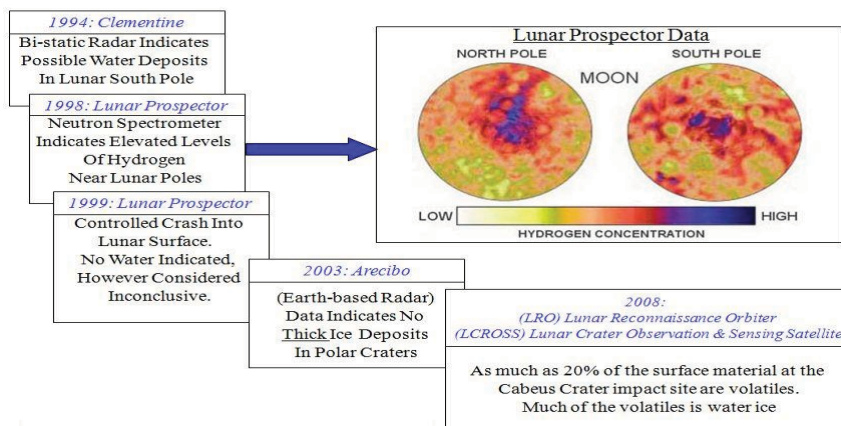 1994: Clementine
Bi-static Radar Indicates
Possible Water Deposits
In Lunar South Pole
1998: Lunar Prospector
Neutron Spectrometer
Indicates Elevated Levels
Of Hydrogen
Near Lunar Poles
1999: Lunar Prospector
Controlled Crash Into
Lunar Surface.
No Water Indicated,
However Considered
Inconclusive.
Lunar Prospector Data
NORTH POLE
SOUTH POLE
MOON
LOW
HIGH
HYDROGEN CONCENTRATION
2003: Arecibo
(Earth-based Radar)
Data Indicates No
Thick Ice Deposits
In Polar Craters
2008:
(LRO) Lunar Reconnaissance Orbiter
(LCROSS) Lunar Crater Observation & Sensing Satellite
As much as 20% of the surface material at the
Cabeus Crater impact site are volatiles.
Much of the volatiles is water ice